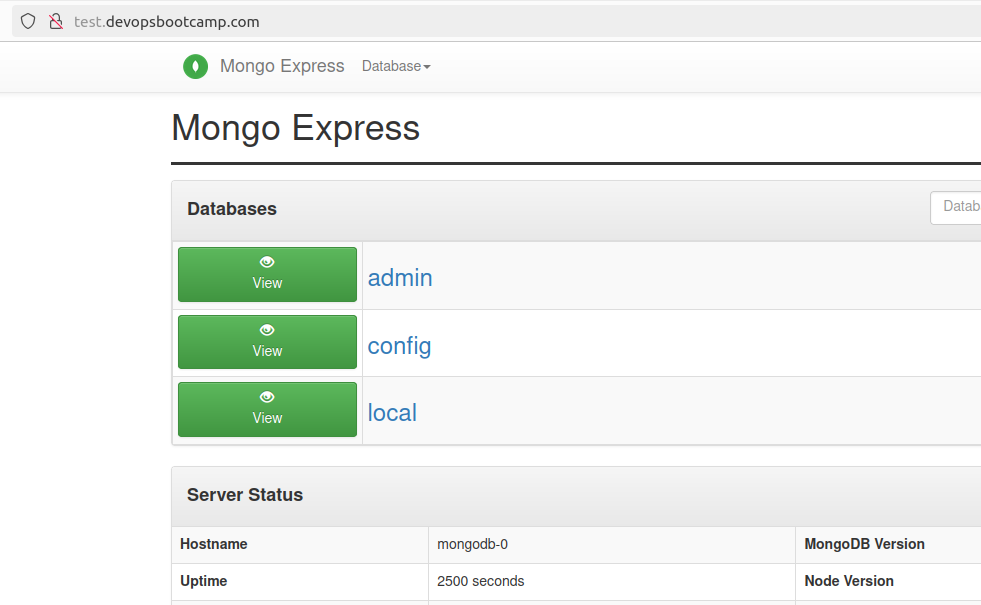 test.devopsbootcamp.com
Mongo Express Database
Mongo Express
Databases
View
admin
View
config
View
local
Server Status
Hostname mongodb-0 MongoDB Version
Uptime 2500 seconds Node Version